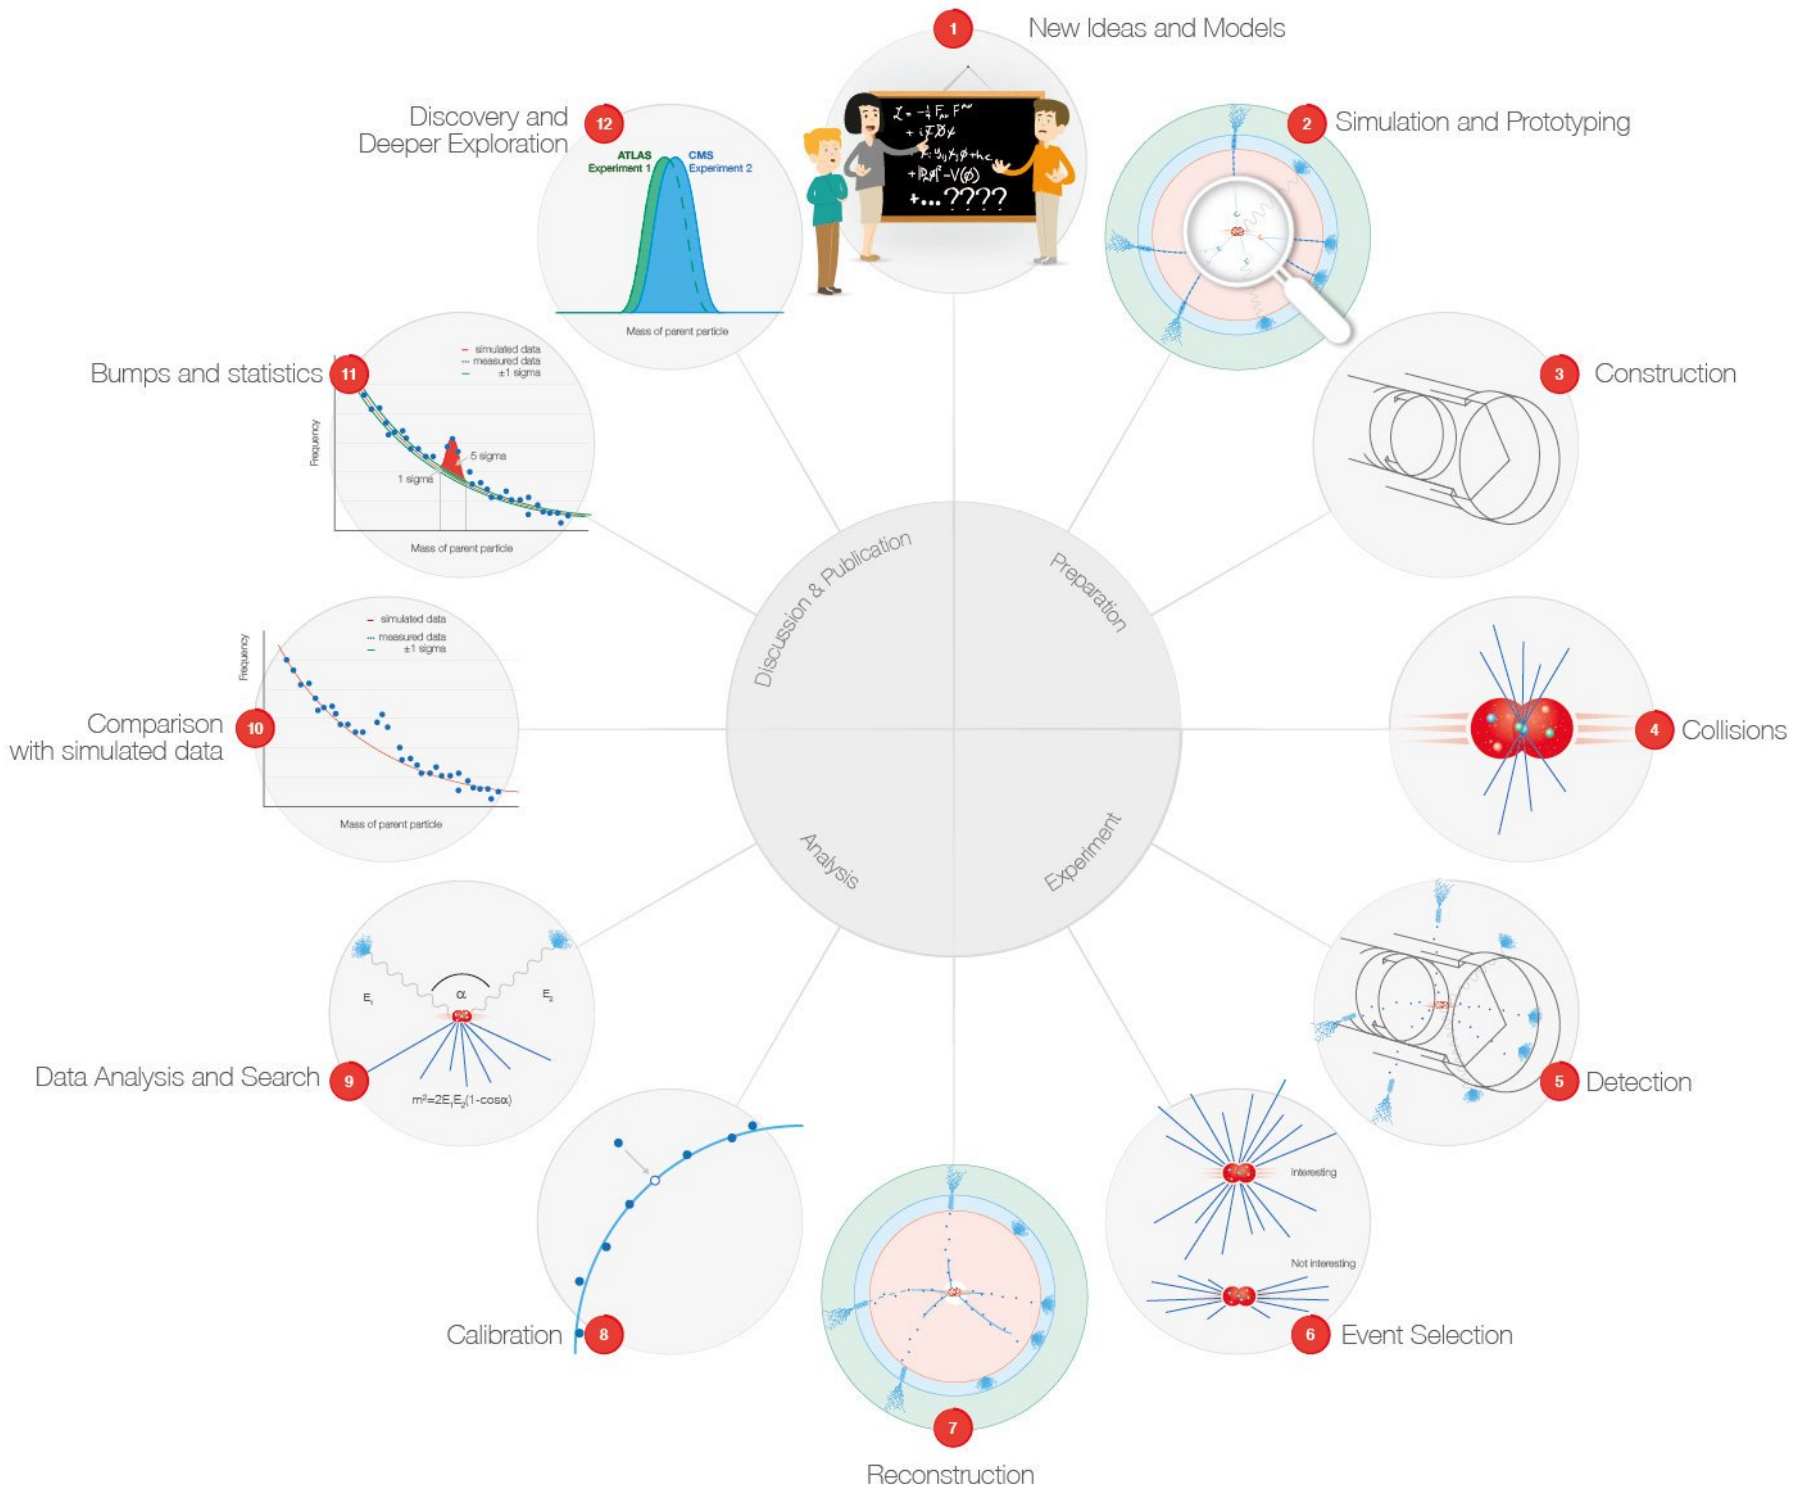 1
New Ideas and Models
+...????
2
Simulation and Prototyping
3
Construction
4
Collisions
5
Detection
6
Event Selection
Interesting
Not interesting
7
Reconstruction
8
Calibration
9
Data Analysis and Search
E₁
α
E₂
m²=2E₁E₂(1-cosα)
10
Comparison
with simulated data
simulated data
measured data
±1 sigma
Frequency
Mass of parent particle
11
Bumps and statistics
simulated data
measured data
±1 sigma
Frequency
5 sigma
1 sigma
Mass of parent particle
12
Discovery and
Deeper Exploration
ATLAS
Experiment 1
CMS
Experiment 2
Mass of parent particle
Discussion & Publication
Preparation
Analysis
Experiment